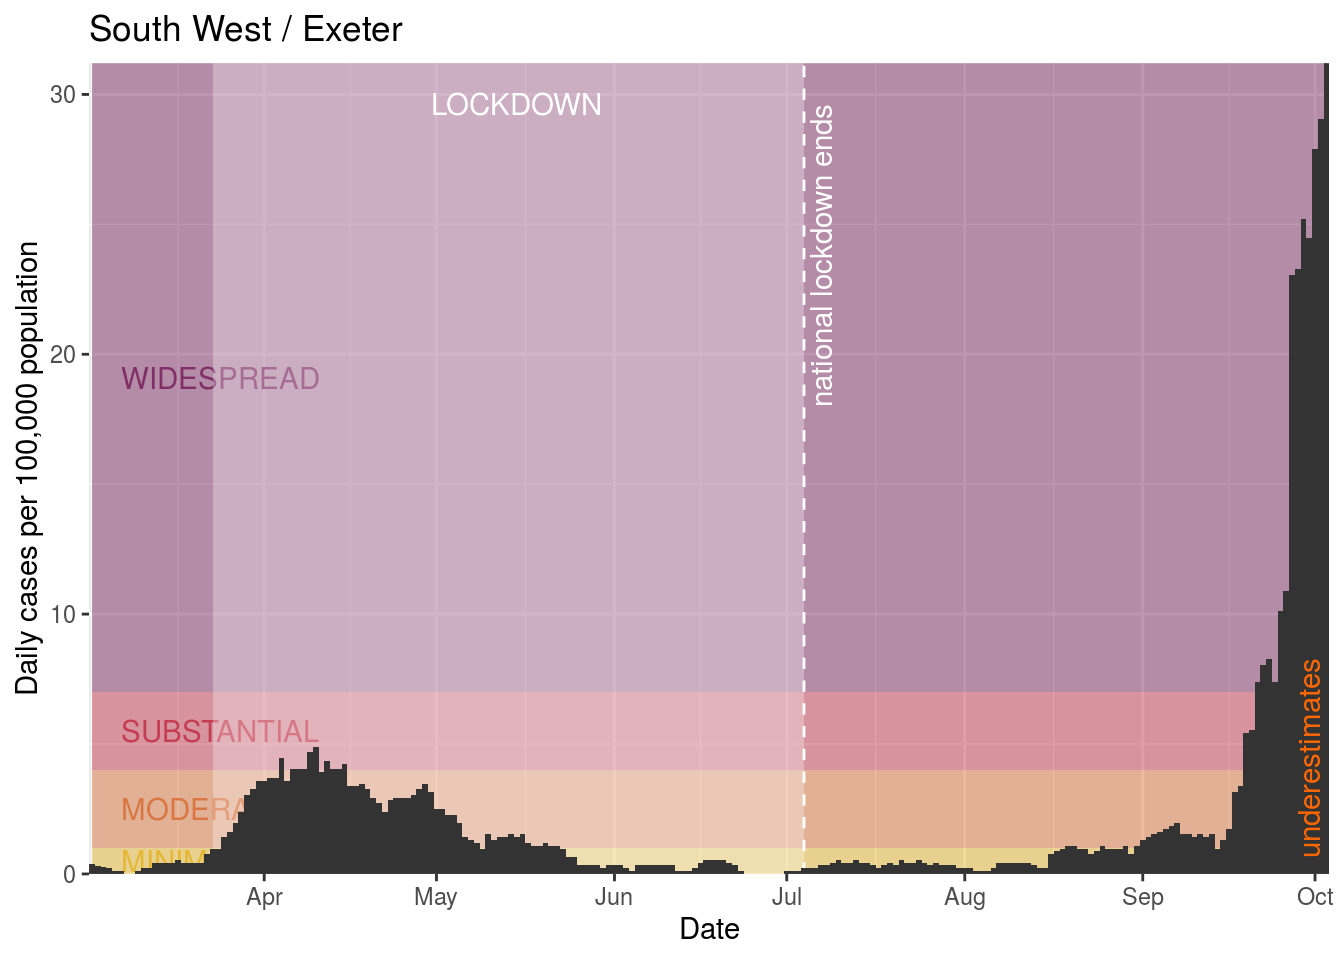 South West / Exeter
Daily cases per 100,000 population
30
20
10
0
LOCKDOWN
national lockdown ends
WIDESPREAD
SUBSTANTIAL
MODERA
MINIM
underestimates
Apr
May
Jun
Jul
Aug
Sep
Oct
Date